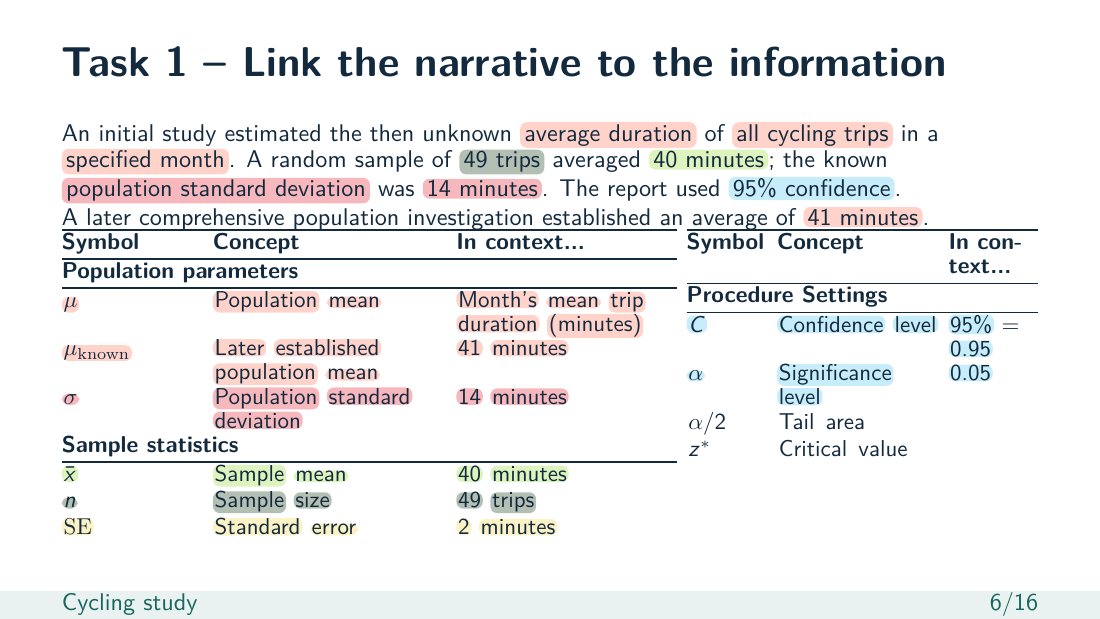 Task 1 – Link the narrative to the information
An initial study estimated the then unknown average duration of all cycling trips in a
specified month. A random sample of 49 trips averaged 40 minutes; the known
population standard deviation was 14 minutes. The report used 95% confidence.
A later comprehensive population investigation established an average of 41 minutes.
Symbol Concept In context...
Population parameters
μ Population mean Month's mean trip
duration (minutes)
μknown Later established 41 minutes
population mean
σ Population standard 14 minutes
deviation
Sample statistics
x̄ Sample mean 40 minutes
n Sample size 49 trips
SE Standard error 2 minutes
Symbol Concept In con-
text...
Procedure Settings
C Confidence level 95% =
0.95
α Significance 0.05
level
α/2 Tail area
z* Critical value
Cycling study 6/16